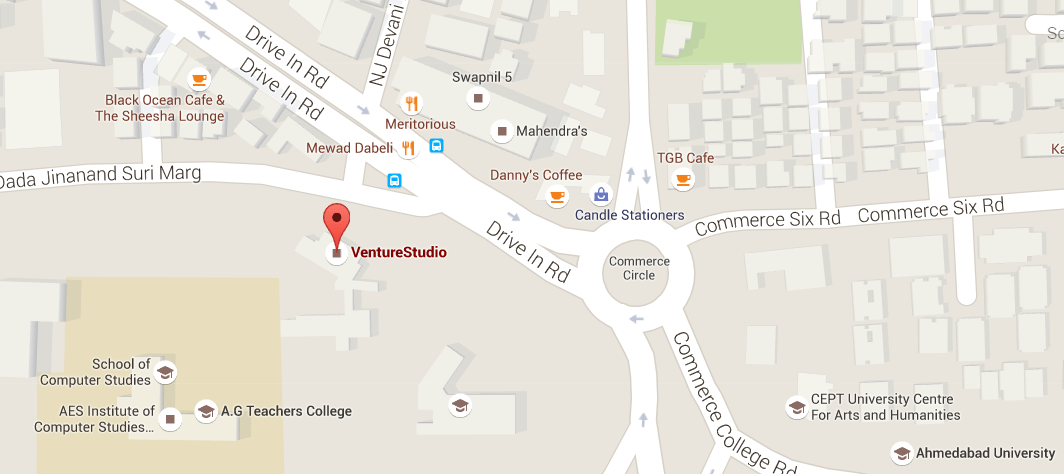 Drive In Rd
Drive In Rd
NJ Devani
Swapnil 5
Black Ocean Cafe &
The Sheesha Lounge
Meritorious
Mahendra's
Mewad Dabeli
TGB Cafe
Dada Jinanand Suri Marg
Danny's Coffee
Candle Stationers
Commerce Six Rd
Commerce Six Rd
Drive In Rd
VentureStudio
Commerce
Circle
School of
Computer Studies
AES Institute of
Computer Studies...
A.G Teachers College
Commerce College Rd
CEPT University Centre
For Arts and Humanities
Ahmedabad University